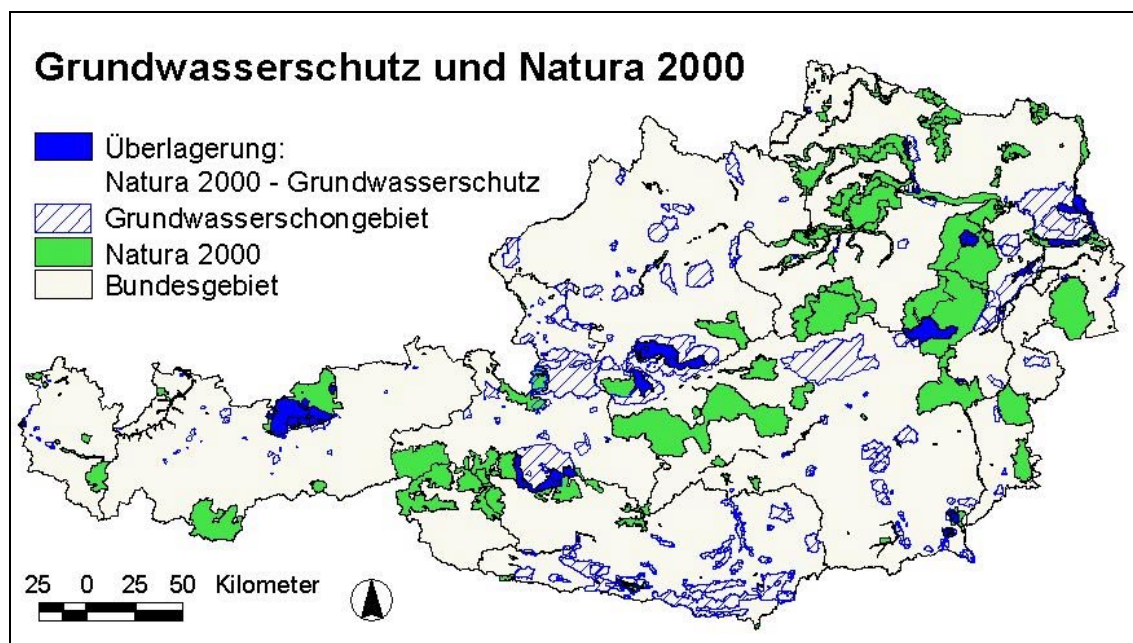 Grundwasserschutz und Natura 2000
Überlagerung:
Natura 2000 - Grundwasserschutz
Grundwasserschongebiet
Natura 2000
Bundesgebiet
25 0 25 50 Kilometer